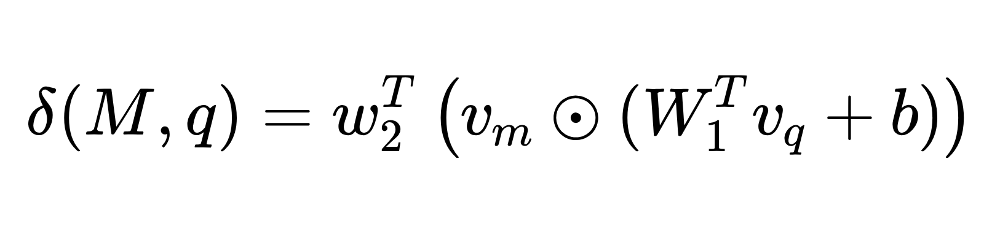 δ(M, q) = w_2^T (v_m ⊙ (W_1^T v_q + b))